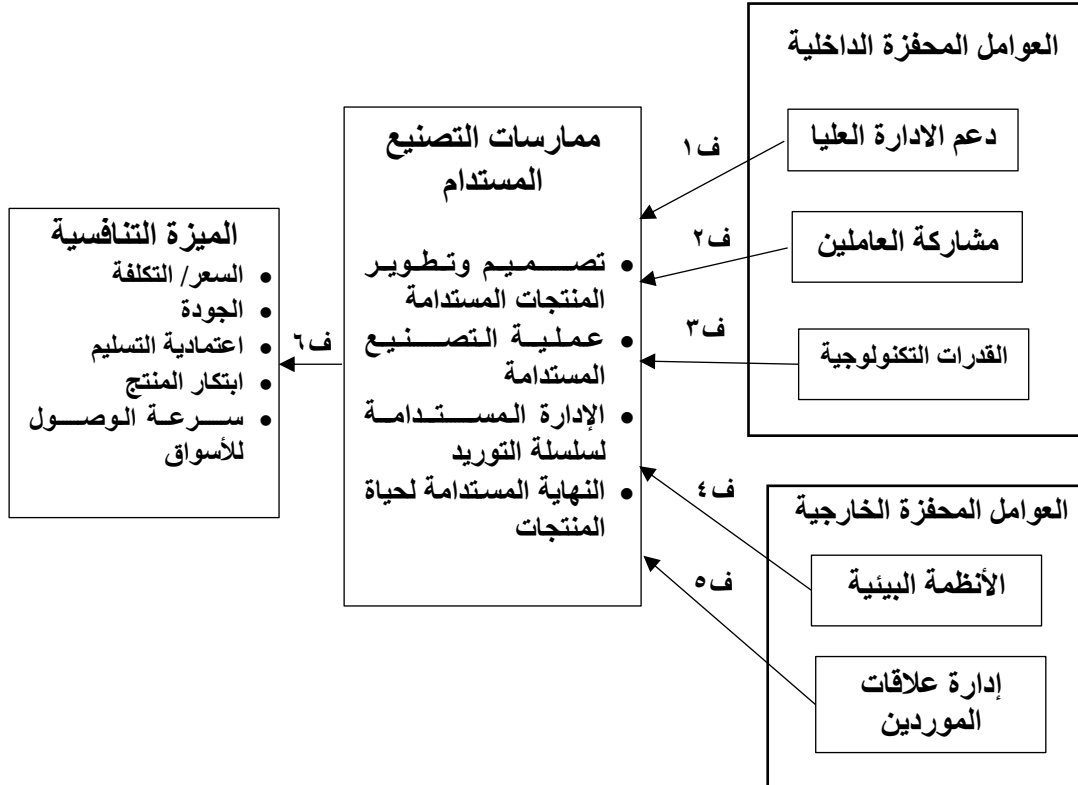 العوامل المحفزة الداخلية
دعم الادارة العليا
مشاركة العاملين
القدرات التكنولوجية
العوامل المحفزة الخارجية
الأنظمة البيئية
إدارة علاقات
الموردين
ف١
ف٢
ف٣
ف٤
ف٥
ممارسات التصنيع
المستدام
• تصميم وتطوير
المنتجات المستدامة
• عملية التصنيع
المستدامة
• الإدارة المستدامة
لسلسلة التوريد
• النهاية المستدامة لحياة
المنتجات
ف٦
الميزة التنافسية
• السعر/ التكلفة
• الجودة
• اعتمادية التسليم
• ابتكار المنتج
• سرعة الوصول
للأسواق